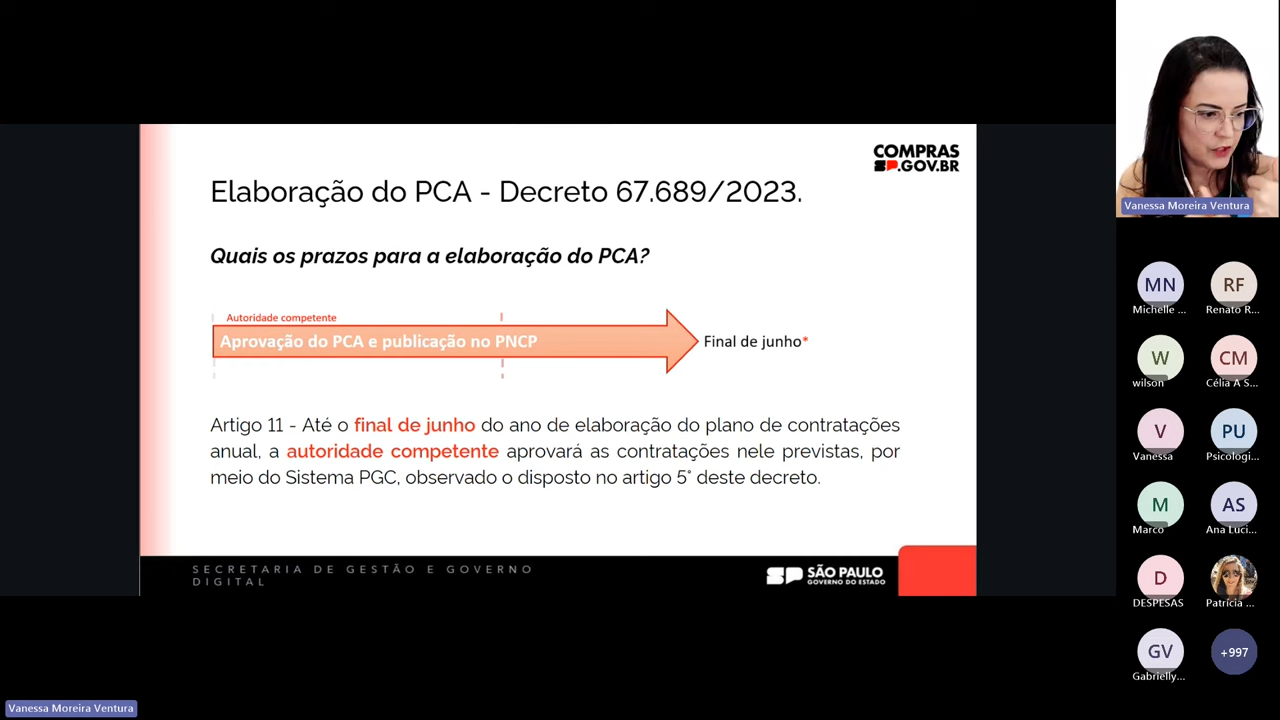 COMPRAS
SP.GOV.BR
Elaboração do PCA - Decreto 67.689/2023.
Quais os prazos para a elaboração do PCA?
Autoridade competente
Aprovação do PCA e publicação no PNCP
Final de junho*
Artigo 11 - Até o final de junho do ano de elaboração do plano de contratações
anual, a autoridade competente aprovará as contratações nele previstas, por
meio do Sistema PGC, observado o disposto no artigo 5° deste decreto.
SECRETARIA DE GESTÃO E GOVERNO
DIGITAL
SP SÃO PAULO
GOVERNO DO ESTADO
Vanessa Moreira Ventura
MN
Michelle ...
RF
Renato R...
W
wilson
CM
Célia A S...
V
Vanessa
PU
Psicologi...
M
Marco
AS
Ana Luci...
D
DESPESAS
Patrícia ...
GV
Gabrielly...
+997
Vanessa Moreira Ventura